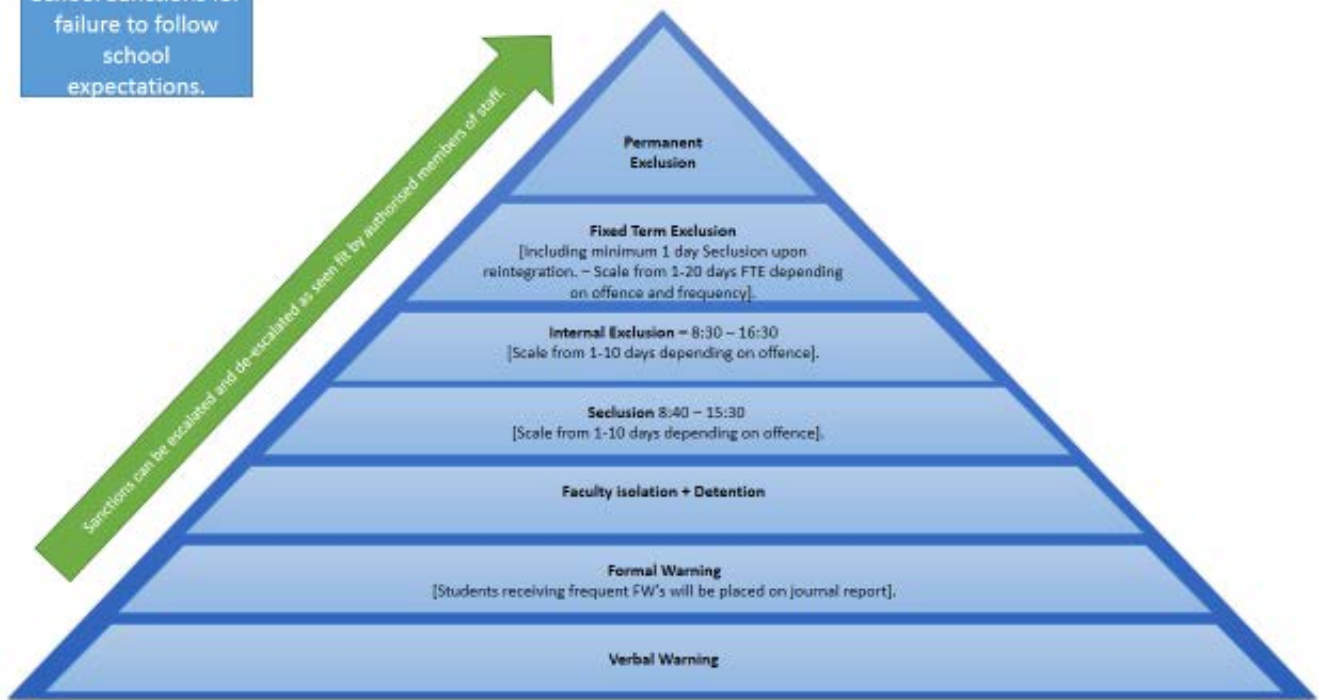 failure to follow
school
expectations.
Sanctions can be escalated and de-escalated as seen fit by authorised members of staff.
Permanent
Exclusion
Fixed Term Exclusion
[Including minimum 1 day Seclusion upon
reintegration. – Scale from 1-20 days FTE depending
on offence and frequency].
Internal Exclusion – 8:30 – 16:30
[Scale from 1-10 days depending on offence].
Seclusion 8:40 – 15:30
[Scale from 1-10 days depending on offence].
Faculty isolation + Detention
Formal Warning
[Students receiving frequent FW's will be placed on journal report].
Verbal Warning